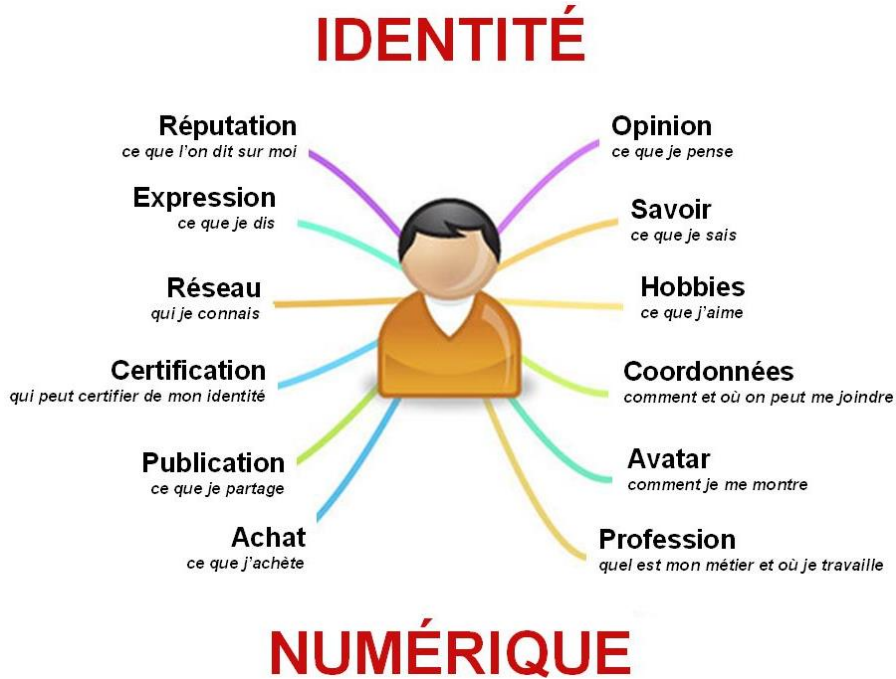 IDENTITÉ
Réputation
ce que l'on dit sur moi
Expression
ce que je dis
Réseau
qui je connais
Certification
qui peut certifier de mon identité
Publication
ce que je partage
Achat
ce que j'achète
Opinion
ce que je pense
Savoir
ce que je sais
Hobbies
ce que j'aime
Coordonnées
comment et où on peut me joindre
Avatar
comment je me montre
Profession
quel est mon métier et où je travaille
NUMÉRIQUE